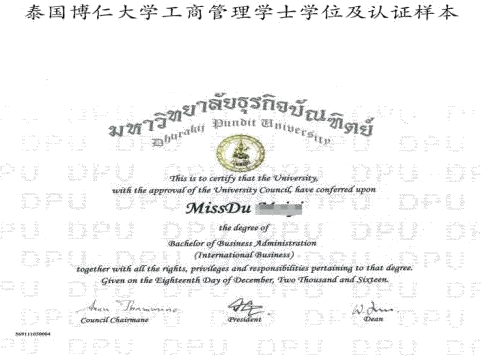 泰国博仁大学工商管理学士学位及认证样本
มหาวิทยาลัยธุรกิจบัณฑิตย์
Dhurakij Pundit University
This is to certify that the University,
with the approval of the University Council, have conferred upon
MissDu
the degree of
Bachelor of Business Administration
(International Business)
together with all the rights, privileges and responsibilities pertaining to that degree.
Given on the Eighteenth Day of December, Two Thousand and Sixteen.
Council Chairmane President Dean
569111030004